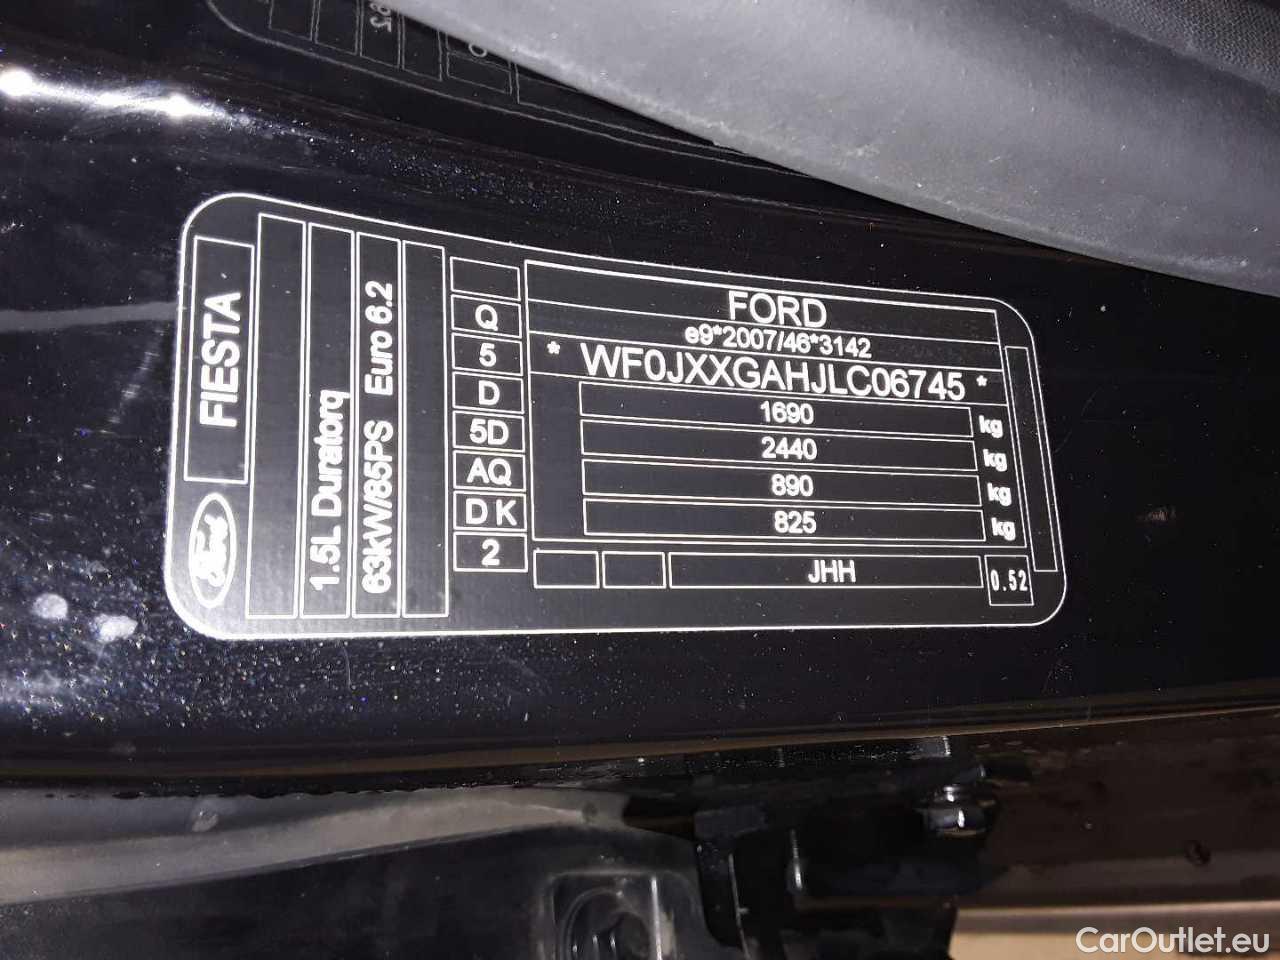 FIESTA
Ford
1.5L Duratorq
63kW/85PS Euro 6.2
Q
5
D
5D
AQ
D K
2
FORD
e9*2007/46*3142
* WF0JXXGAHJLC06745 *
1690 kg
2440 kg
890 kg
825 kg
JHH
0.52
CarOutlet.eu